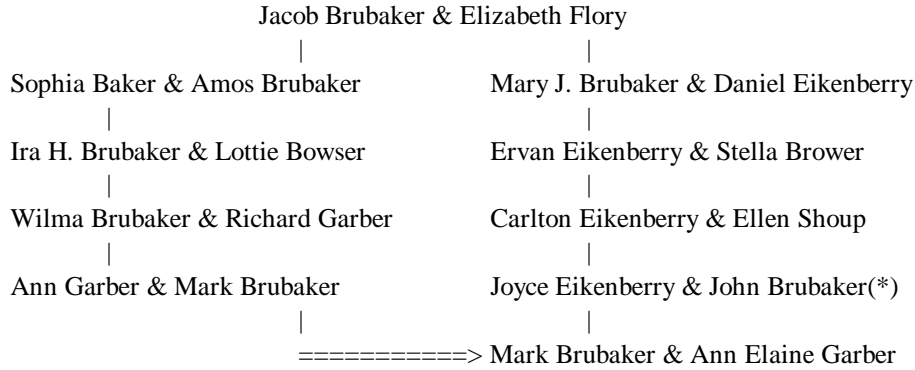 Jacob Brubaker & Elizabeth Flory
| |
Sophia Baker & Amos Brubaker Mary J. Brubaker & Daniel Eikenberry
| |
Ira H. Brubaker & Lottie Bowser Ervan Eikenberry & Stella Brower
| |
Wilma Brubaker & Richard Garber Carlton Eikenberry & Ellen Shoup
| |
Ann Garber & Mark Brubaker Joyce Eikenberry & John Brubaker(*)
| |
===========> Mark Brubaker & Ann Elaine Garber